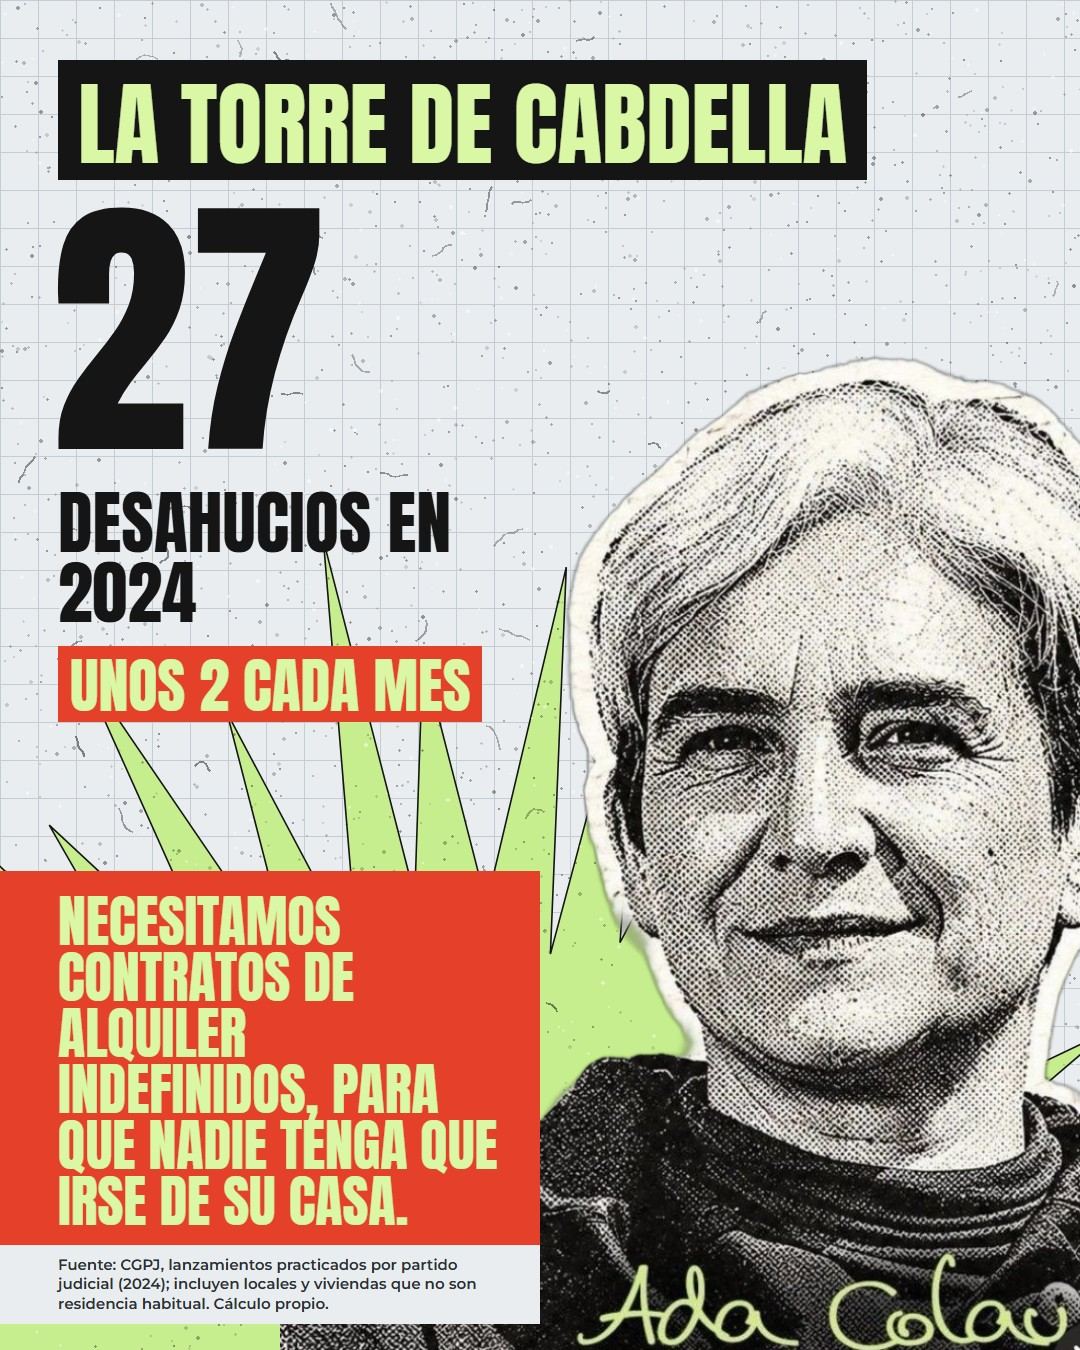 LA TORRE DE CABDELLA
27
DESAHUCIOS EN
2024
UNOS 2 CADA MES
NECESITAMOS
CONTRATOS DE
ALQUILER
INDEFINIDOS, PARA
QUE NADIE TENGA QUE
IRSE DE SU CASA.
Fuente: CGPJ, lanzamientos practicados por partido
judicial (2024); incluyen locales y viviendas que no son
residencia habitual. Cálculo propio.
Ada Colau